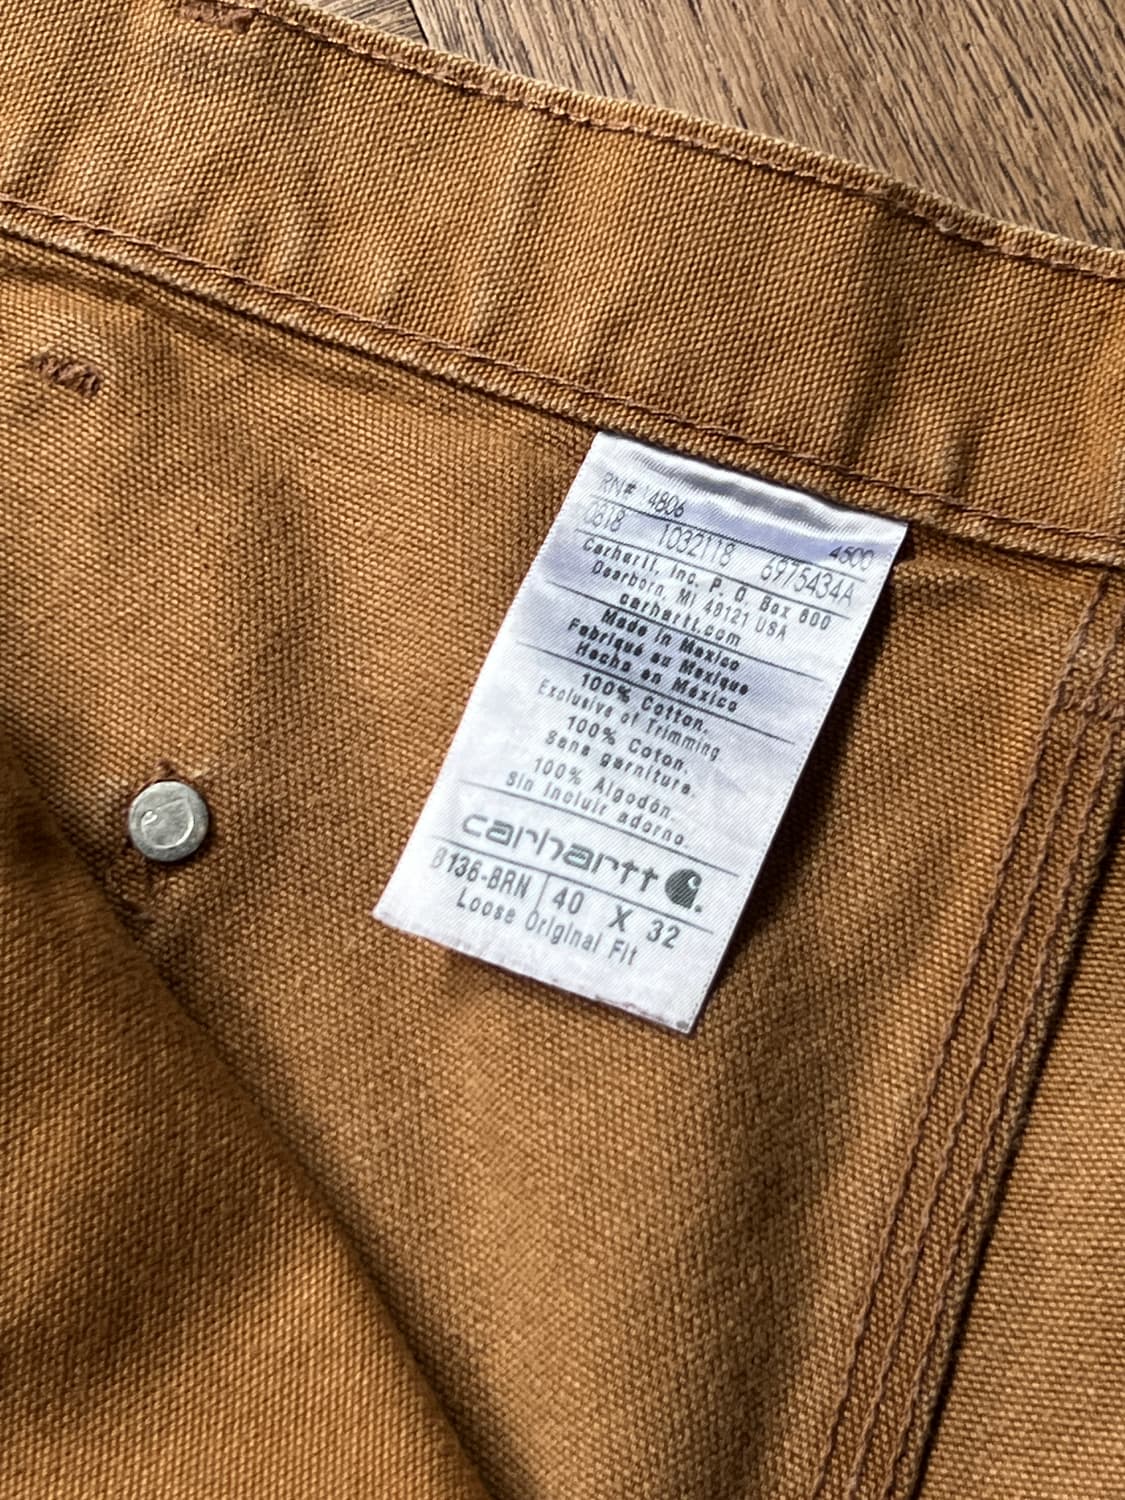 RN# 14806
0818 1032118 4500
6975434A
Carhartt, Inc. P. O. Box 600
Dearborn, MI 48121 USA
carhartt.com
Made in Mexico
Fabriqué au Mexique
Hecho en México
100% Cotton.
Exclusive of Trimming
100% Coton.
Sans garniture.
100% Algodón.
Sin incluir adorno.
carhartt
B136-BRN 40 X 32
Loose Original Fit